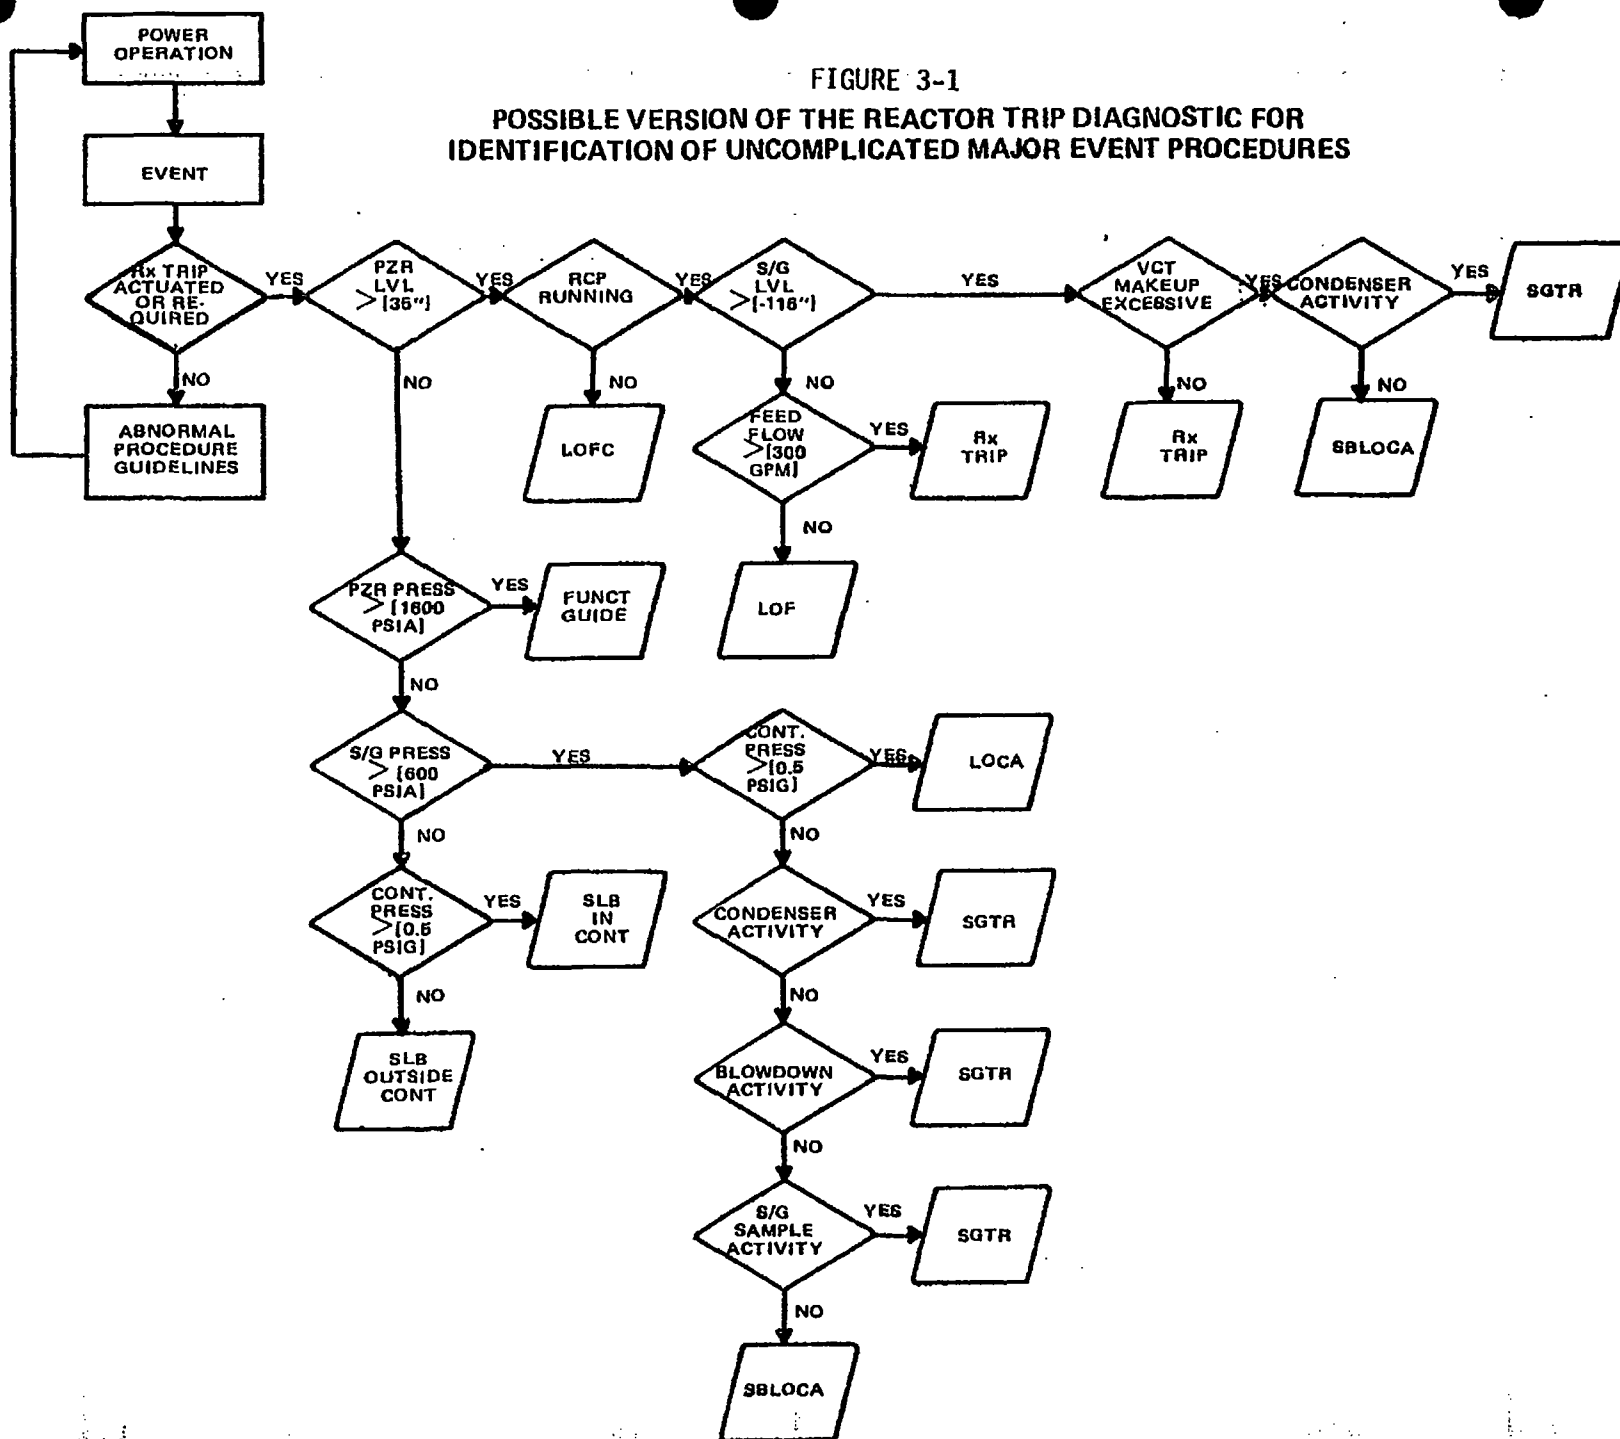 POWER
OPERATION
FIGURE 3-1
POSSIBLE VERSION OF THE REACTOR TRIP DIAGNOSTIC FOR
IDENTIFICATION OF UNCOMPLICATED MAJOR EVENT PROCEDURES
EVENT
Rx TRIP
ACTUATED
OR RE-
QUIRED
YES
PZR
LVL
> [35"]
YES
RCP
RUNNING
YES
S/G
LVL
>[-116"]
YES
VCT
MAKEUP
EXCESSIVE
YES
CONDENSER
ACTIVITY
YES
SGTR
NO
NO
NO
NO
NO
NO
ABNORMAL
PROCEDURE
GUIDELINES
LOFC
FEED
FLOW
>[300
GPM]
YES
Rx
TRIP
Rx
TRIP
SBLOCA
NO
LOF
PZR PRESS
> [1600
PSIA]
YES
FUNCT
GUIDE
NO
S/G PRESS
> [600
PSIA]
YES
CONT.
PRESS
>[0.5
PSIG]
YES
LOCA
NO
NO
CONT.
PRESS
>[0.5
PSIG]
YES
SLB
IN
CONT
CONDENSER
ACTIVITY
YES
SGTR
NO
NO
SLB
OUTSIDE
CONT
BLOWDOWN
ACTIVITY
YES
SGTR
NO
S/G
SAMPLE
ACTIVITY
YES
SGTR
NO
SBLOCA